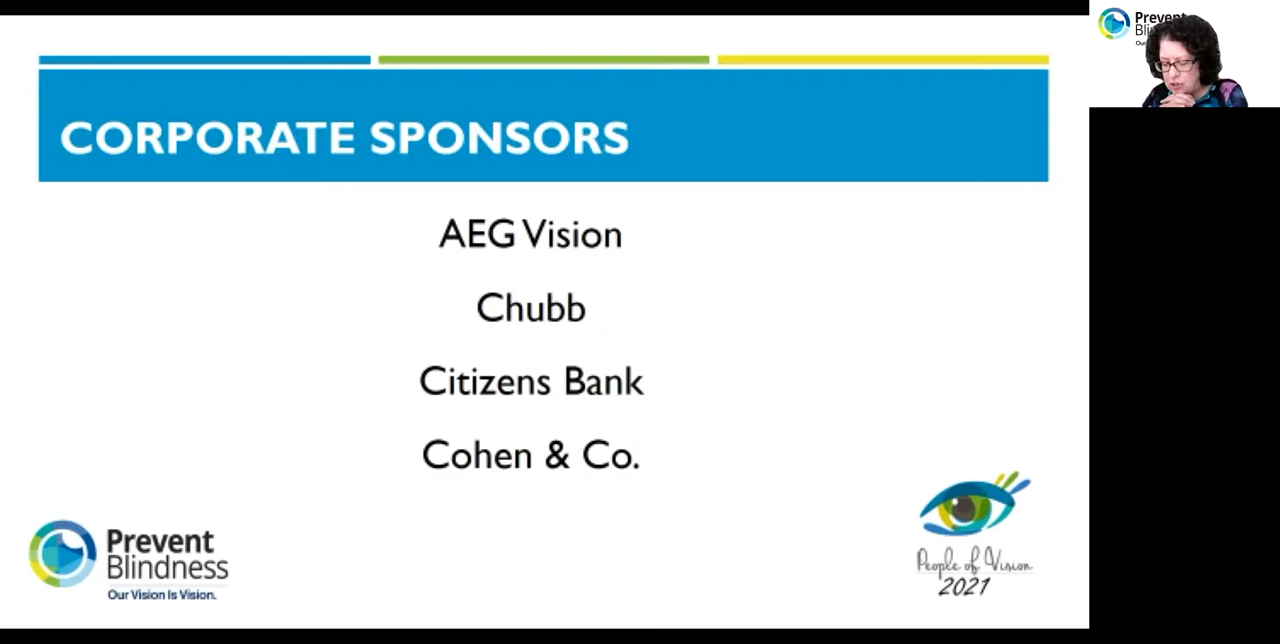 CORPORATE SPONSORS
AEG Vision
Chubb
Citizens Bank
Cohen & Co.
Prevent
Blindness
Our Vision Is Vision.
People of Vision
2021
Prevent